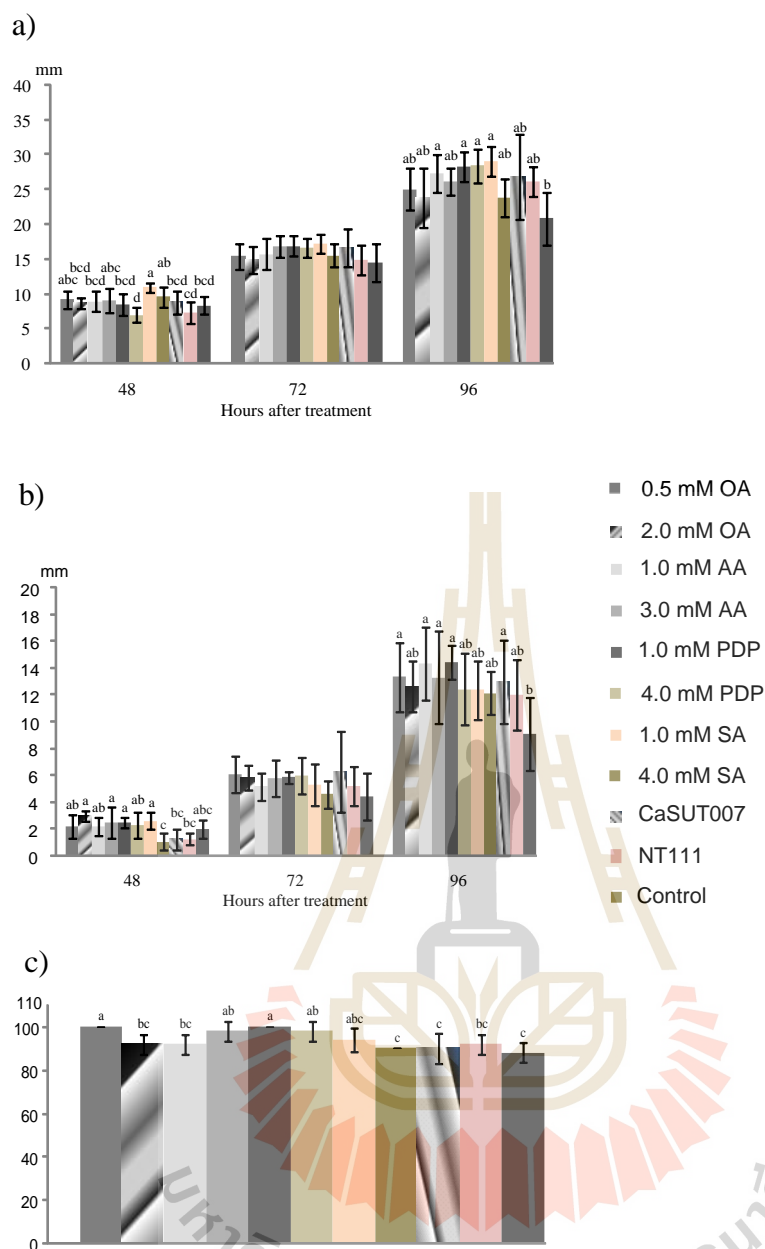 a)
mm
40
35
30
25
20
15
10
5
0
abc bcd bcd abc bcd d a ab bcd cd bcd
ab ab a ab a a a ab ab ab b
48 72 96
Hours after treatment
b)
mm
20
18
16
14
12
10
8
6
4
2
0
ab a ab a a ab a c bc bc abc
a ab a a a ab ab ab a ab b
48 72 96
Hours after treatment
0.5 mM OA
2.0 mM OA
1.0 mM AA
3.0 mM AA
1.0 mM PDP
4.0 mM PDP
1.0 mM SA
4.0 mM SA
CaSUT007
NT111
Control
c)
110
100
80
60
40
20
0
a bc bc ab a ab abc c c bc c